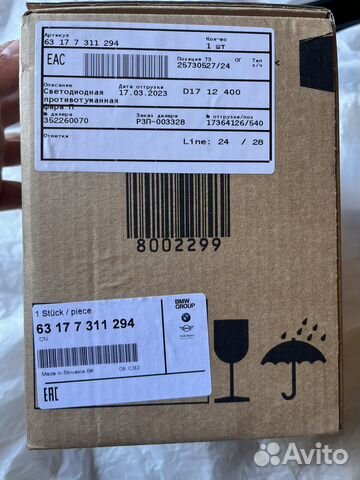 Артикул
63 17 7 311 294
Кол-во
1 шт
EAC
Позиция ТЗ
25730527/24
ОГ
Тип
з/ч
Описание
Светодиодная
противотуманная
фара П
Дата отгрузки
17.03.2023
D17 12 400
№ дилера
352260070
Заказ дилера
РЗП-003328
№ отгрузки/поз
17364126/540
Отметки
Line: 24 / 28
8002299
1 Stück / piece
BMW
GROUP
63 17 7 311 294
CN
Made in Slovakia-SK
EAC
Avito